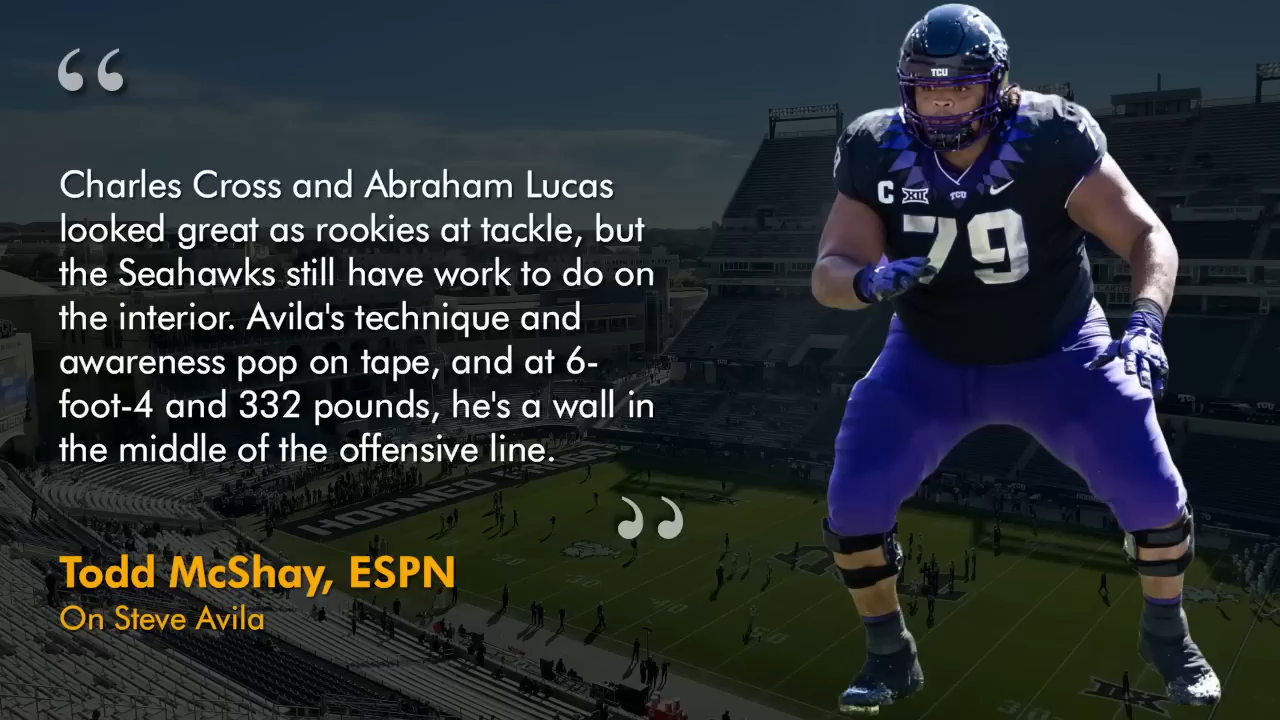 “
Charles Cross and Abraham Lucas
looked great as rookies at tackle, but
the Seahawks still have work to do on
the interior. Avila's technique and
awareness pop on tape, and at 6-
foot-4 and 332 pounds, he's a wall in
the middle of the offensive line.
”
Todd McShay, ESPN
On Steve Avila
TCU
C XII TCU
79
HORNED